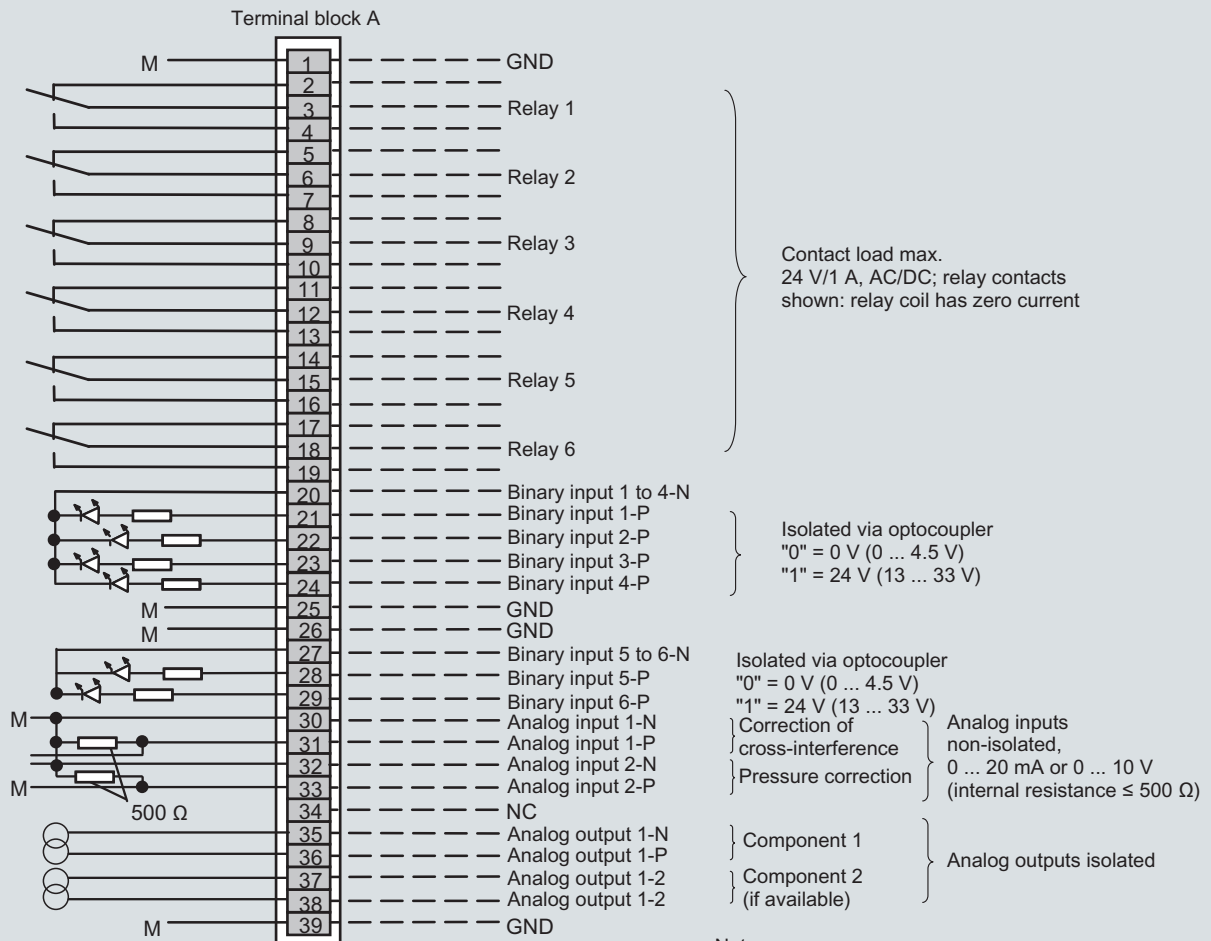 Terminal block A
M 1 GND
2
3 Relay 1
4
5
6 Relay 2
7
8
9 Relay 3
10
11
12 Relay 4
13
14
15 Relay 5
16
17
18 Relay 6
19
Contact load max.
24 V/1 A, AC/DC; relay contacts
shown: relay coil has zero current
20 Binary input 1 to 4-N
21 Binary input 1-P
22 Binary input 2-P
23 Binary input 3-P
24 Binary input 4-P
Isolated via optocoupler
"0" = 0 V (0 ... 4.5 V)
"1" = 24 V (13 ... 33 V)
M 25 GND
M 26 GND
27 Binary input 5 to 6-N
28 Binary input 5-P
29 Binary input 6-P
Isolated via optocoupler
"0" = 0 V (0 ... 4.5 V)
"1" = 24 V (13 ... 33 V)
M 30 Analog input 1-N
31 Analog input 1-P
32 Analog input 2-N
M 33 Analog input 2-P
500 Ω
Correction of
cross-interference
Pressure correction
Analog inputs
non-isolated,
0 ... 20 mA or 0 ... 10 V
(internal resistance ≤ 500 Ω)
34 NC
35 Analog output 1-N
36 Analog output 1-P
37 Analog output 1-2
38 Analog output 1-2
Component 1
Component 2
(if available)
Analog outputs isolated
M 39 GND